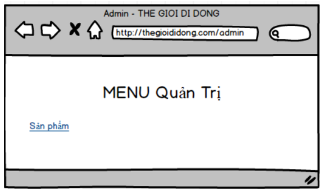 Admin - THE GIOI DI DONG
http://thegioididong.com/admin
MENU Quản Trị
Sản phẩm